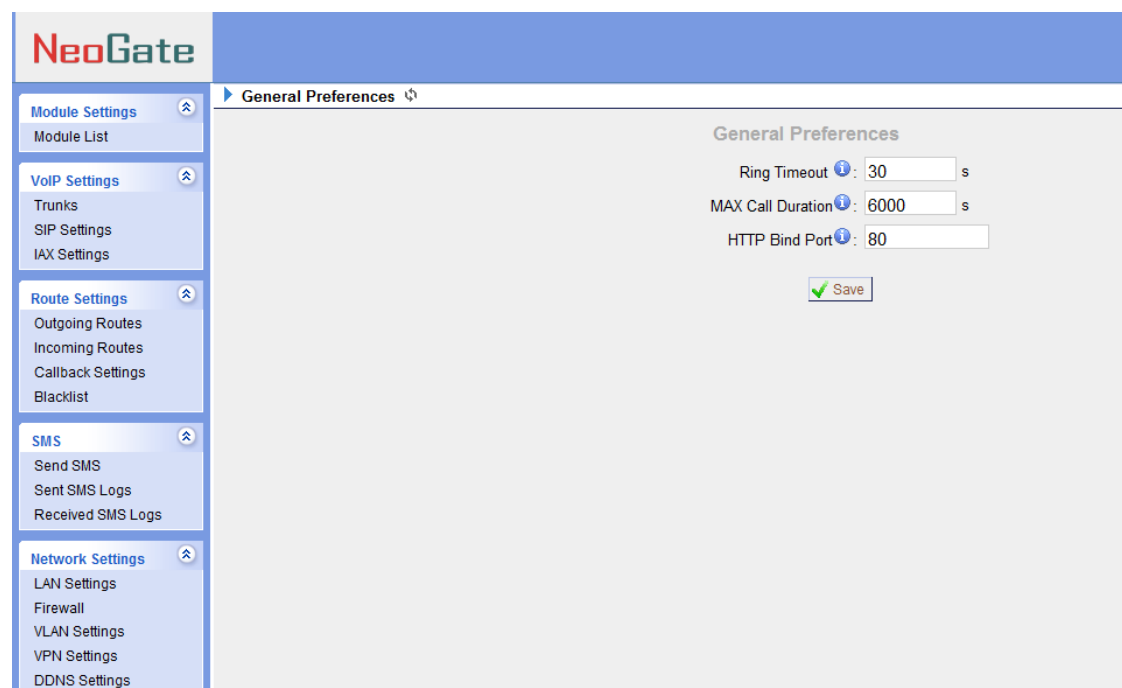 NeoGate
Module Settings
Module List
VoIP Settings
Trunks
SIP Settings
IAX Settings
Route Settings
Outgoing Routes
Incoming Routes
Callback Settings
Blacklist
SMS
Send SMS
Sent SMS Logs
Received SMS Logs
Network Settings
LAN Settings
Firewall
VLAN Settings
VPN Settings
DDNS Settings
General Preferences
General Preferences
Ring Timeout i : 30 s
MAX Call Duration i : 6000 s
HTTP Bind Port i : 80
Save